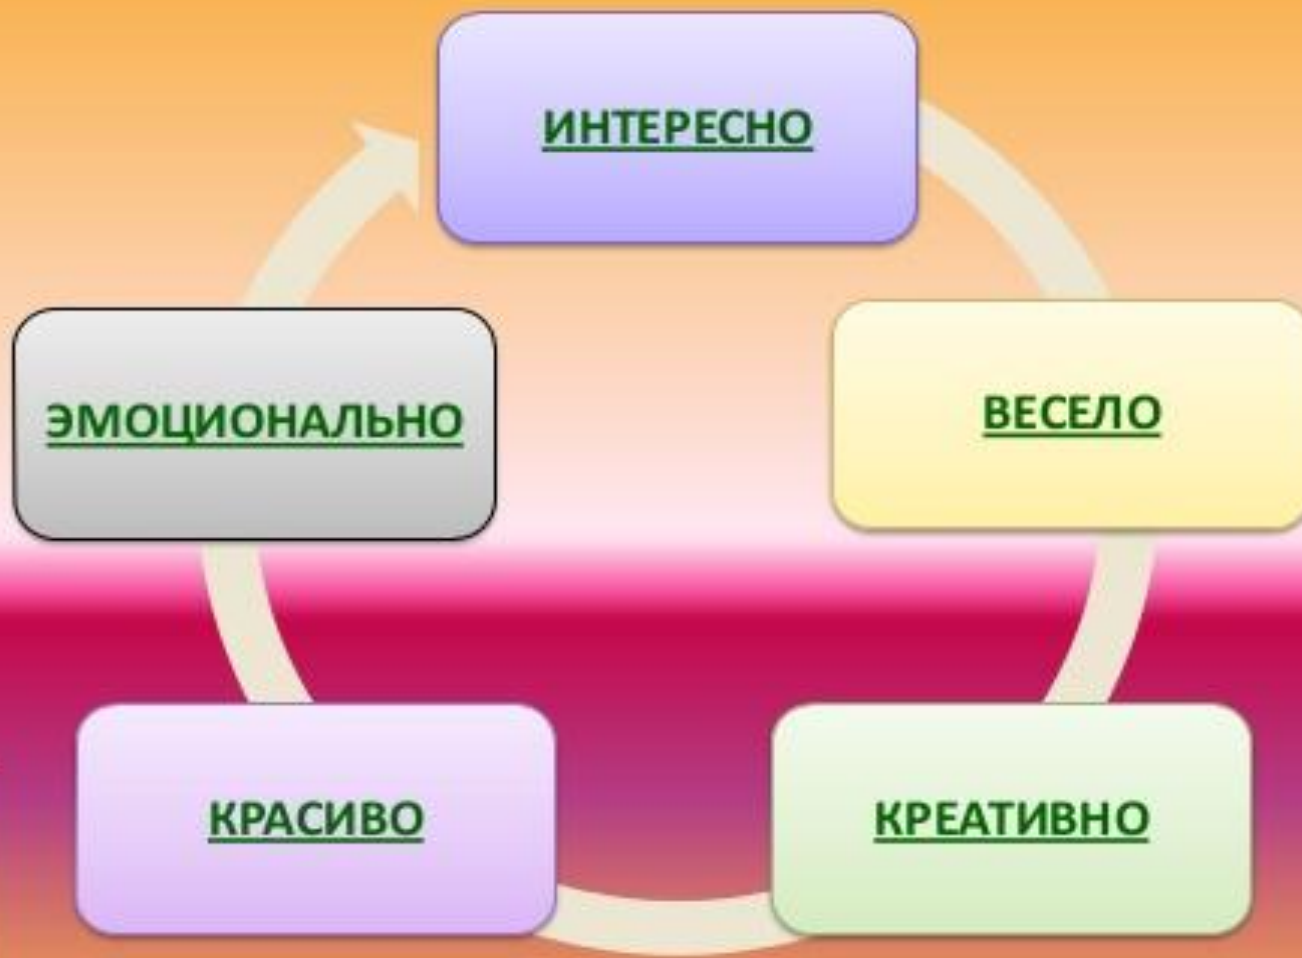 ИНТЕРЕСНО
ВЕСЕЛО
КРЕАТИВНО
КРАСИВО
ЭМОЦИОНАЛЬНО